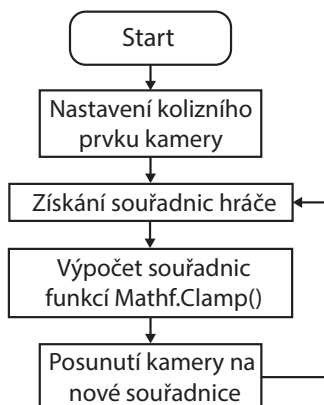 Start
Nastavení kolizního
prvku kamery
Získání souřadnic hráče
Výpočet souřadnic
funkcí Mathf.Clamp()
Posunutí kamery na
nové souřadnice